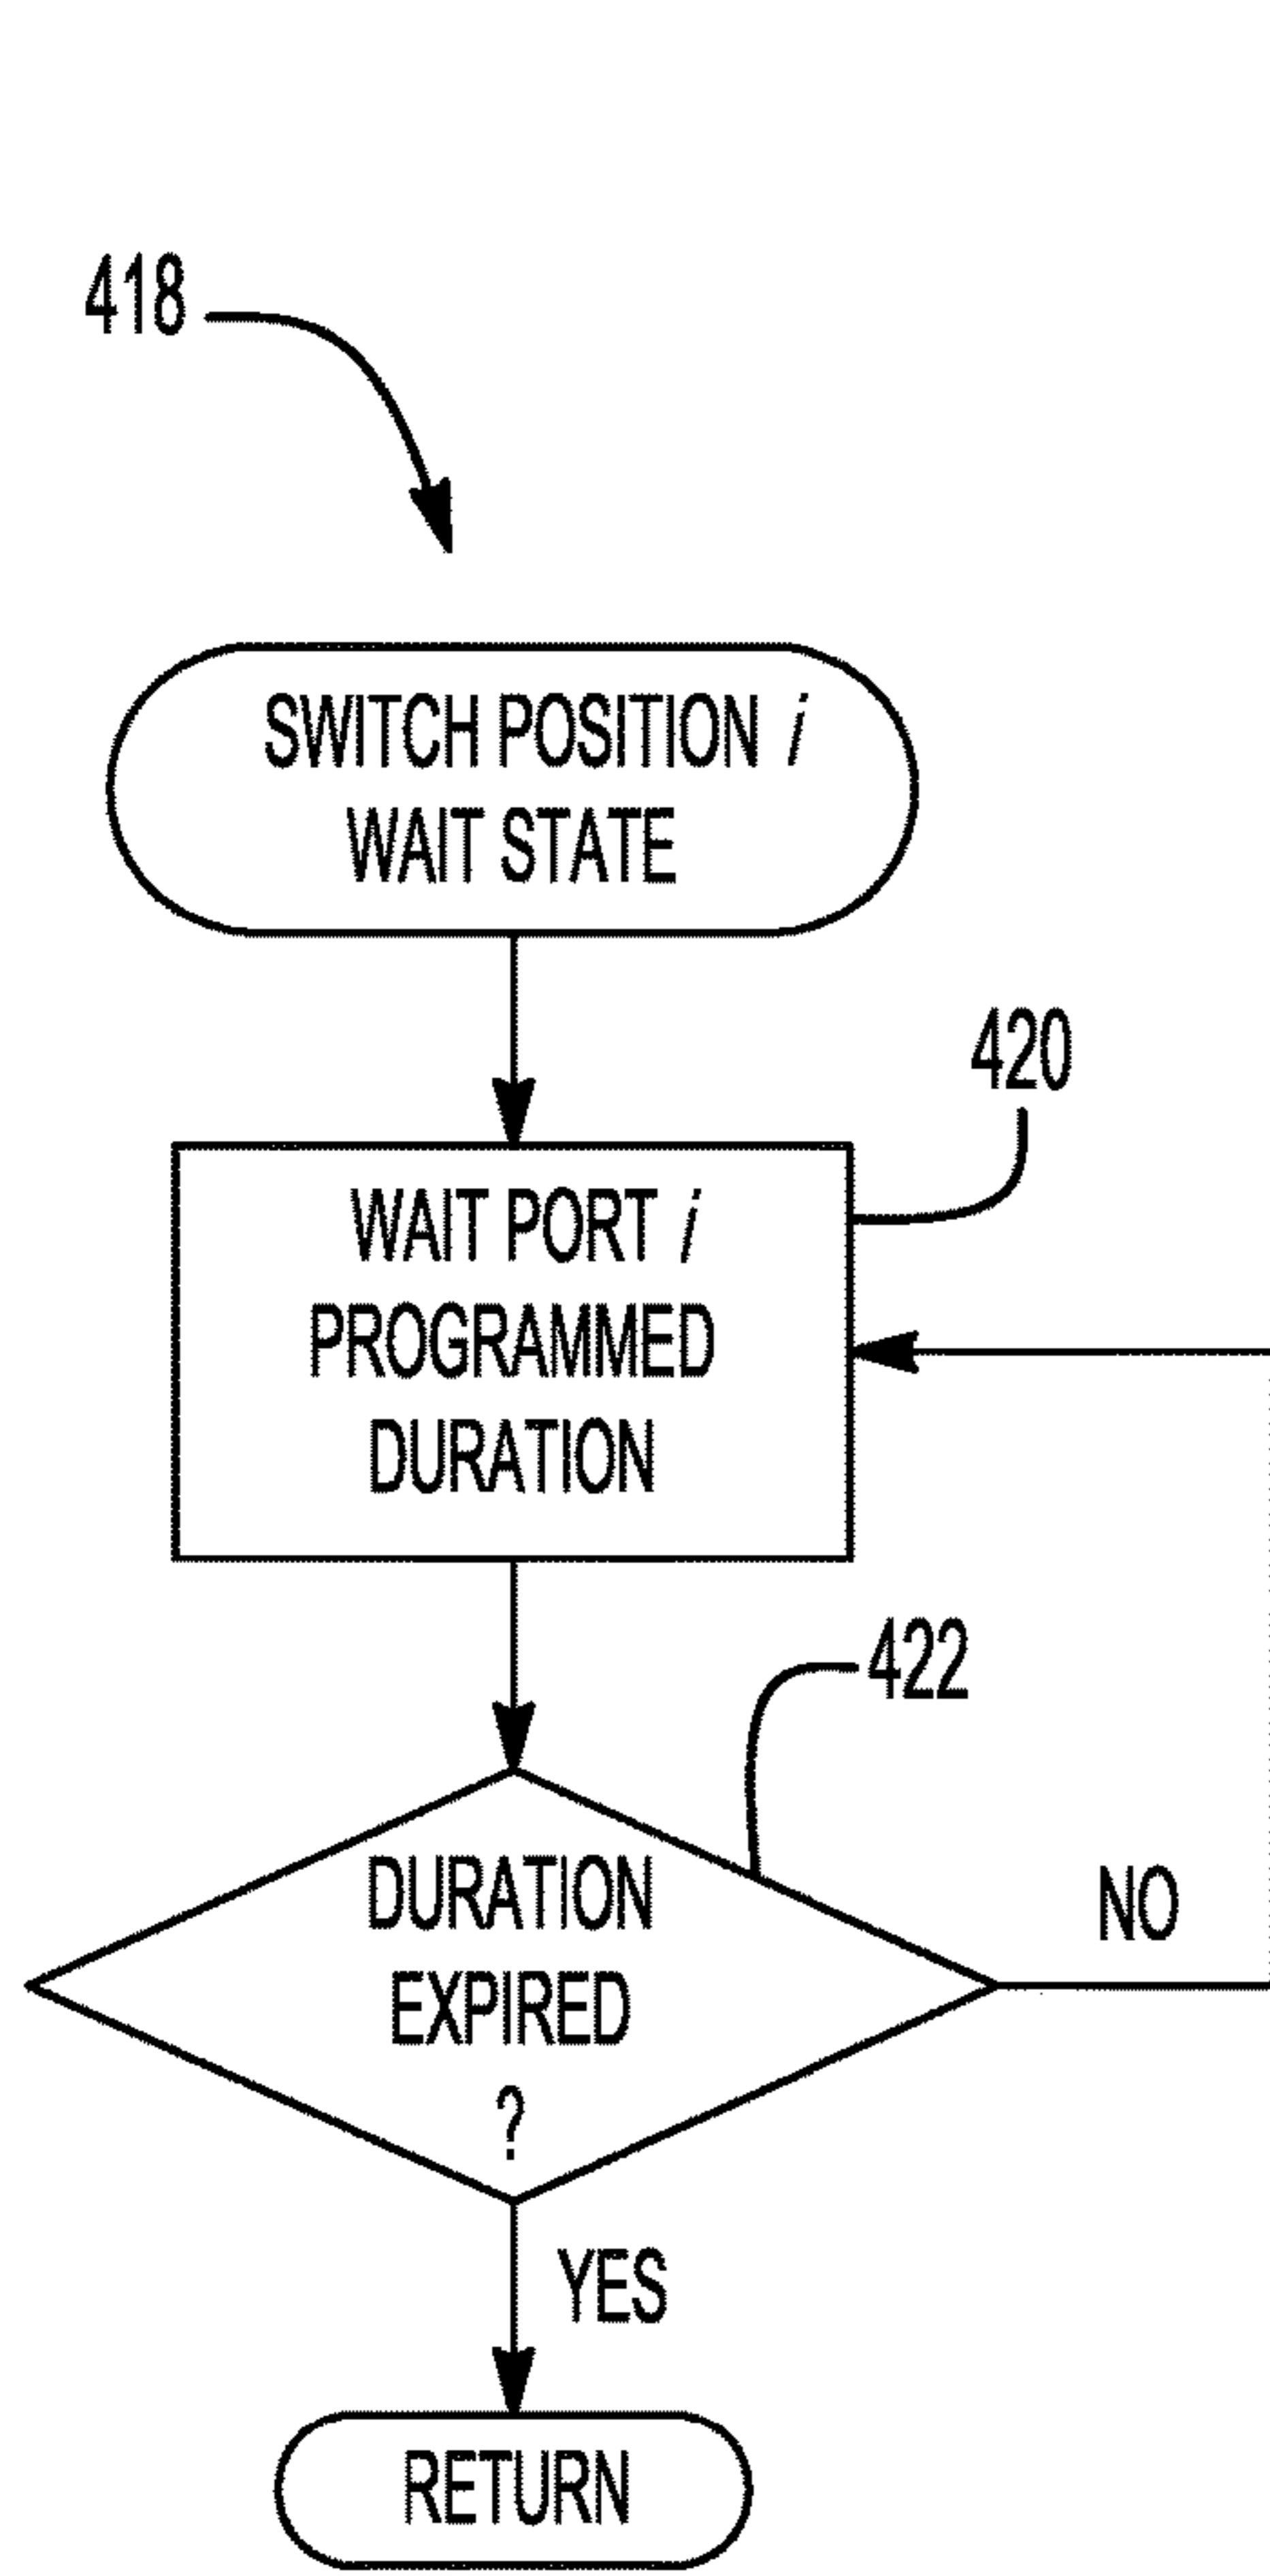 418
SWITCH POSITION i
WAIT STATE
420
WAIT PORT i
PROGRAMMED
DURATION
422
DURATION
EXPIRED
?
NO
YES
RETURN